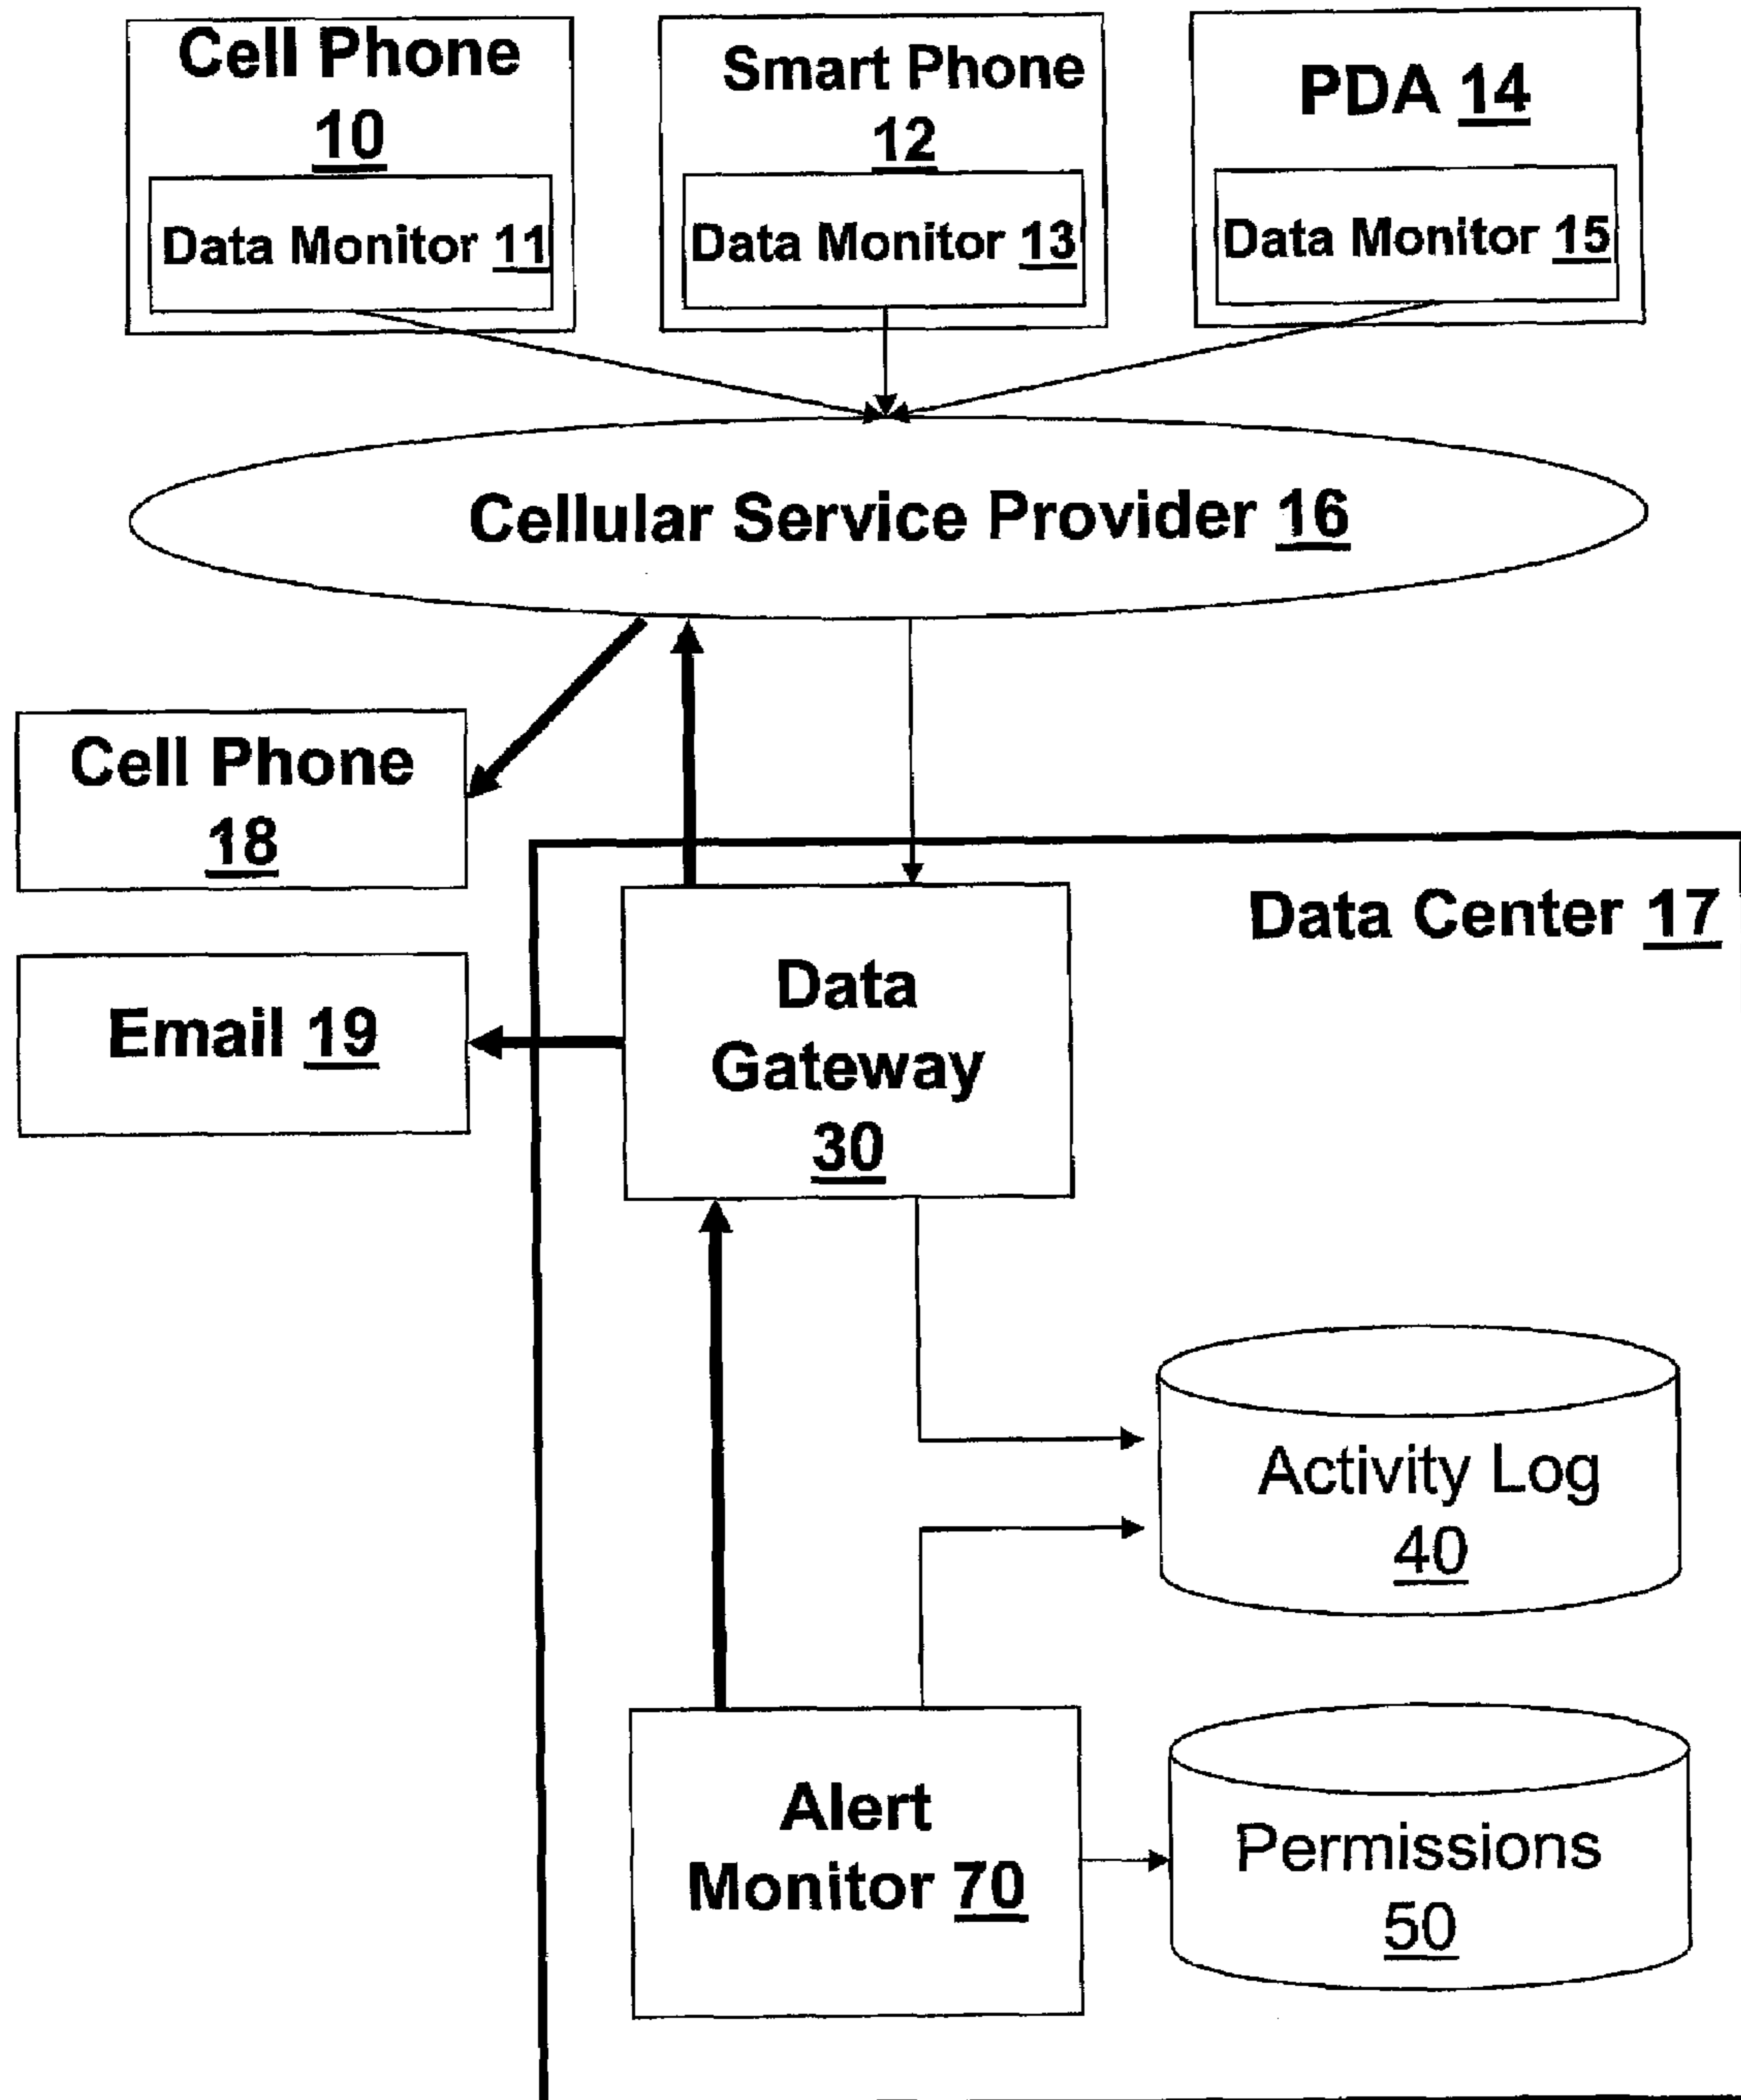 Cell Phone
10
Data Monitor 11
Smart Phone
12
Data Monitor 13
PDA 14
Data Monitor 15
Cellular Service Provider 16
Cell Phone
18
Data Center 17
Email 19
Data
Gateway
30
Activity Log
40
Alert
Monitor 70
Permissions
50